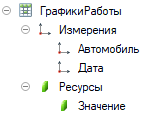 ГрафикиРаботы
Измерения
Автомобиль
Дата
Ресурсы
Значение